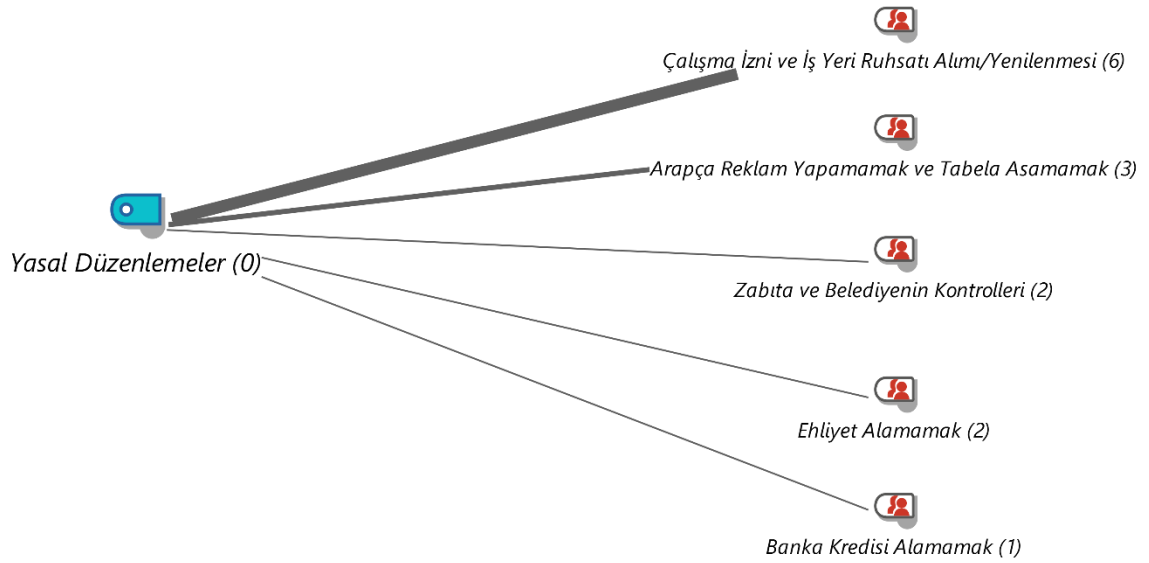 Çalışma İzni ve İş Yeri Ruhsatı Alımı/Yenilenmesi (6)
Arapça Reklam Yapamamak ve Tabela Asamamak (3)
Yasal Düzenlemeler (0)
Zabıta ve Belediyenin Kontrolleri (2)
Ehliyet Alamamak (2)
Banka Kredisi Alamamak (1)